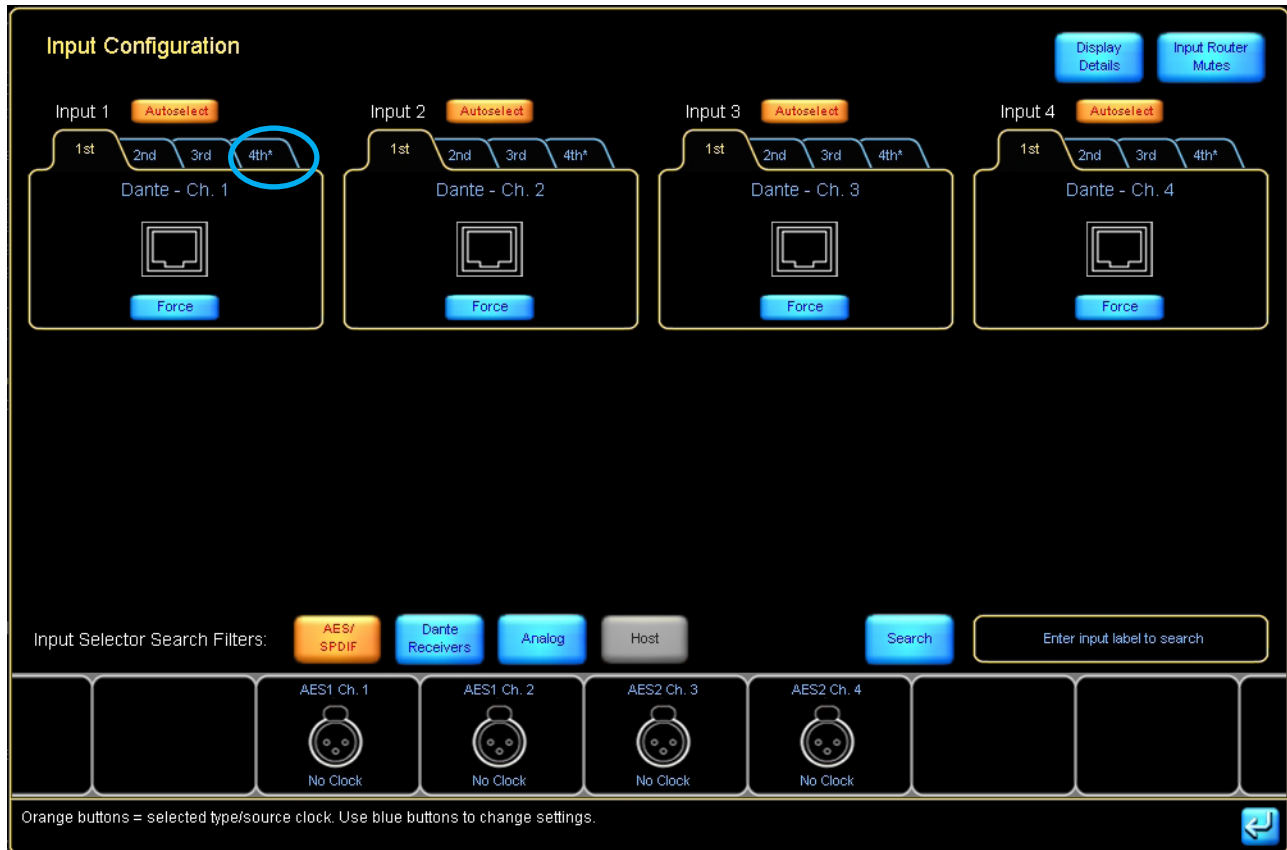 Input Configuration
Display
Details
Input Router
Mutes
Input 1 Autoselect
1st 2nd 3rd 4th*
Dante - Ch. 1
Force
Input 2 Autoselect
1st 2nd 3rd 4th*
Dante - Ch. 2
Force
Input 3 Autoselect
1st 2nd 3rd 4th*
Dante - Ch. 3
Force
Input 4 Autoselect
1st 2nd 3rd 4th*
Dante - Ch. 4
Force
Input Selector Search Filters:
AES/
SPDIF
Dante
Receivers
Analog
Host
Search
Enter input label to search
AES1 Ch. 1
No Clock
AES1 Ch. 2
No Clock
AES2 Ch. 3
No Clock
AES2 Ch. 4
No Clock
Orange buttons = selected type/source clock. Use blue buttons to change settings.